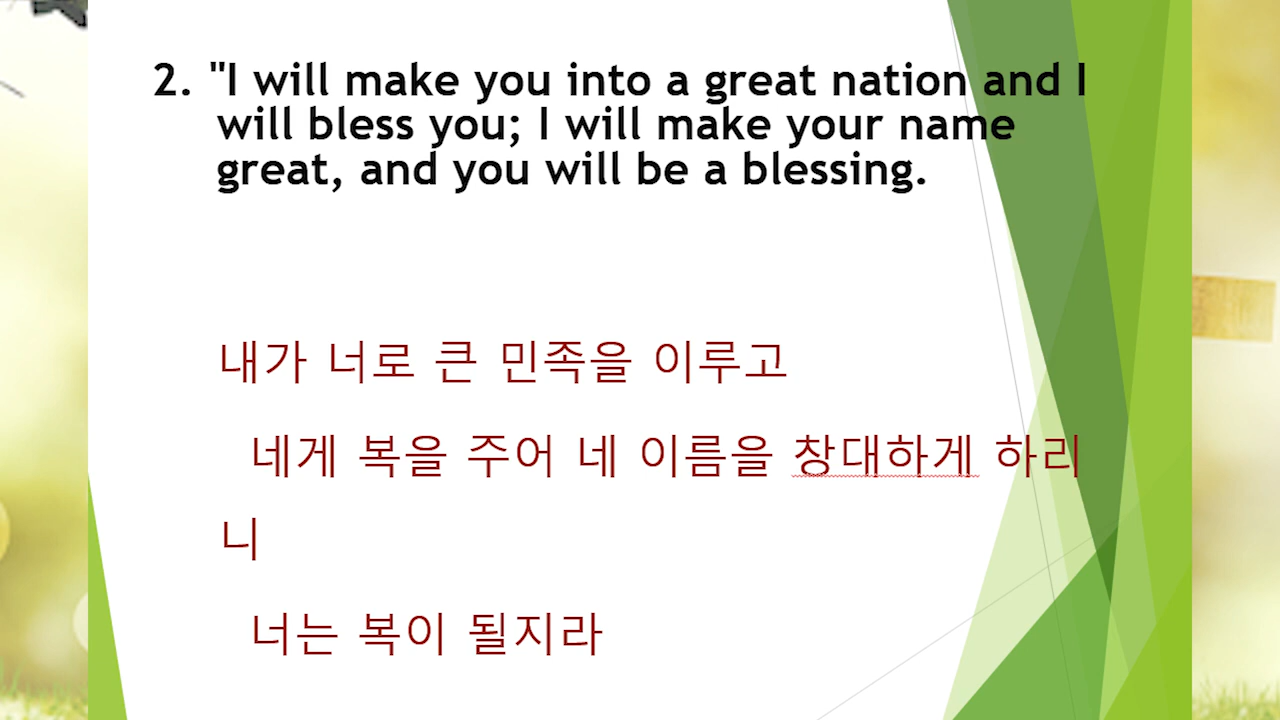 2. "I will make you into a great nation and I
will bless you; I will make your name
great, and you will be a blessing.
내가 너로 큰 민족을 이루고
네게 복을 주어 네 이름을 창대하게 하리
니
너는 복이 될지라